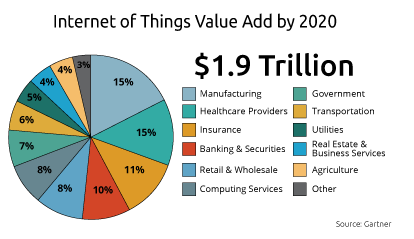 Internet of Things Value Add by 2020
$1.9 Trillion
3%
4%
4%
5%
6%
7%
8%
8%
10%
11%
15%
15%
Manufacturing
Healthcare Providers
Insurance
Banking & Securities
Retail & Wholesale
Computing Services
Government
Transportation
Utilities
Real Estate &
Business Services
Agriculture
Other
Source: Gartner